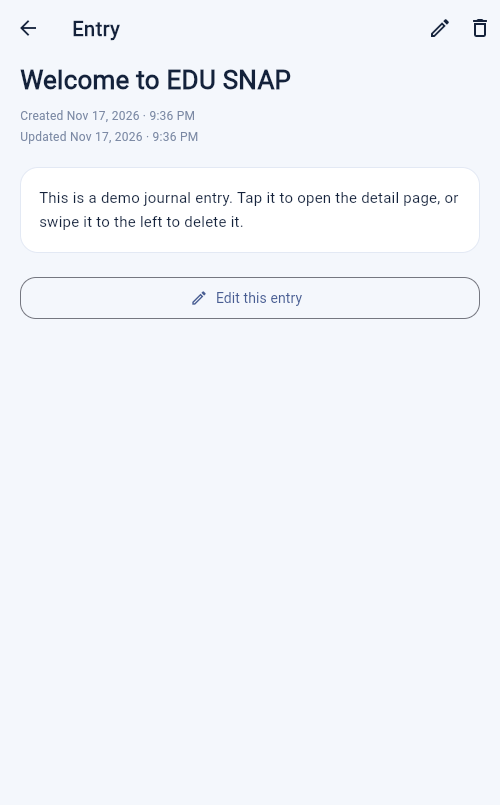 Entry
Welcome to EDU SNAP
Created Nov 17, 2026 · 9:36 PM
Updated Nov 17, 2026 · 9:36 PM
This is a demo journal entry. Tap it to open the detail page, or
swipe it to the left to delete it.
Edit this entry